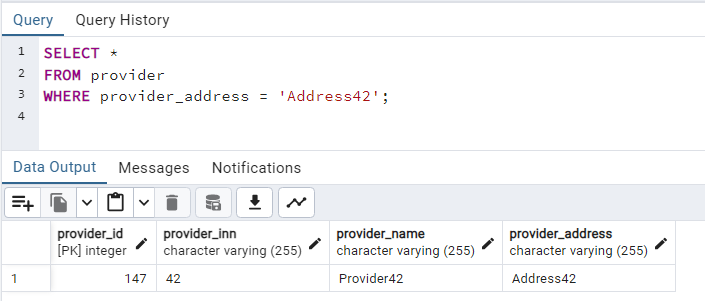 Query Query History
1 SELECT *
2 FROM provider
3 WHERE provider_address = 'Address42';
4
Data Output Messages Notifications
provider_id provider_inn provider_name provider_address
[PK] integer character varying (255) character varying (255) character varying (255)
1 147 42 Provider42 Address42